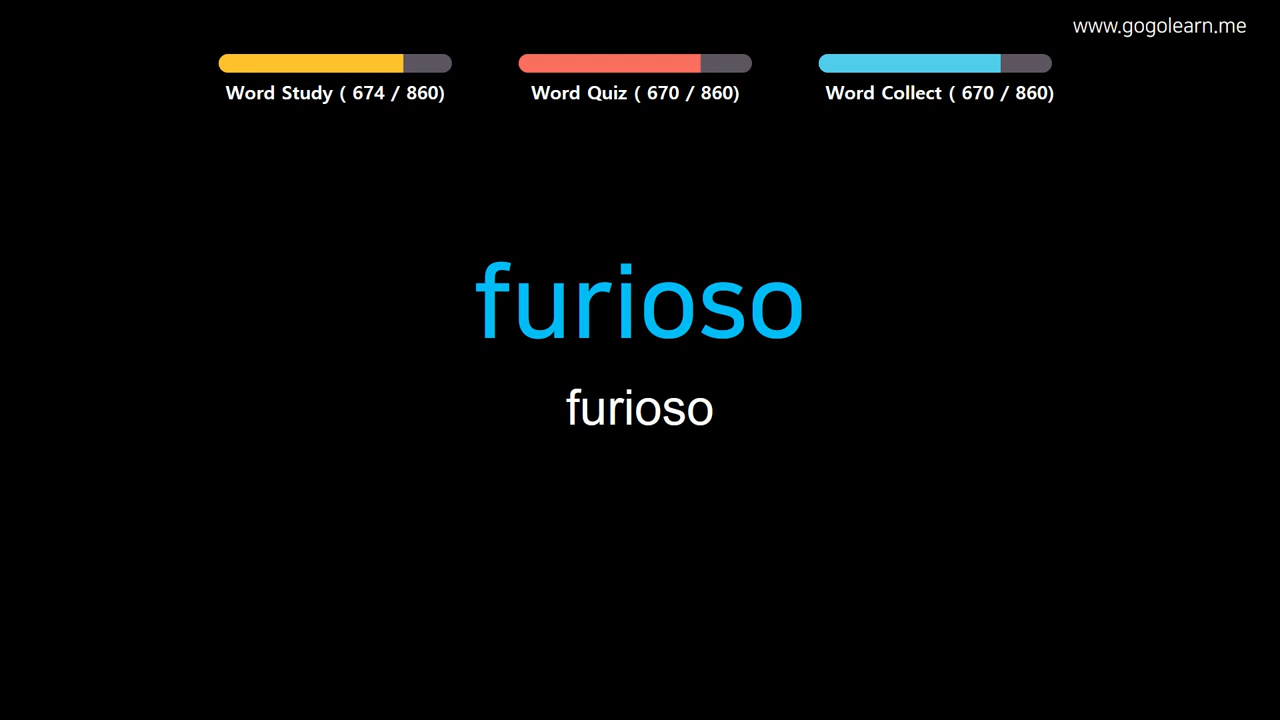 www.gogolearn.me
Word Study ( 674 / 860)
Word Quiz ( 670 / 860)
Word Collect ( 670 / 860)
furioso
furioso